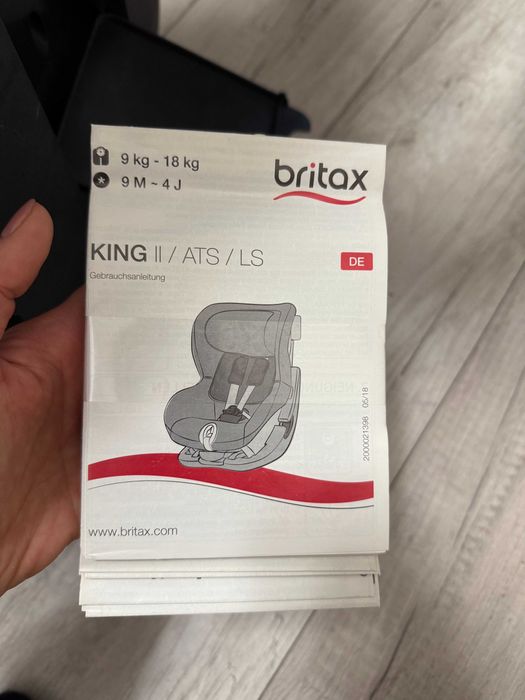 9 kg - 18 kg
9 M ~ 4 J
britax
KING II / ATS / LS
DE
Gebrauchsanleitung
2000021398 05/18
www.britax.com